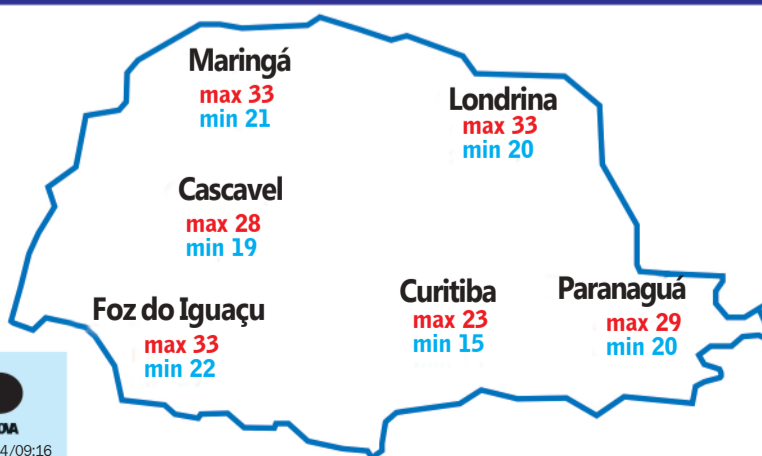 Maringá
max 33
min 21
Londrina
max 33
min 20
Cascavel
max 28
min 19
Foz do Iguaçu
max 33
min 22
Curitiba
max 23
min 15
Paranaguá
max 29
min 20
4/09:16